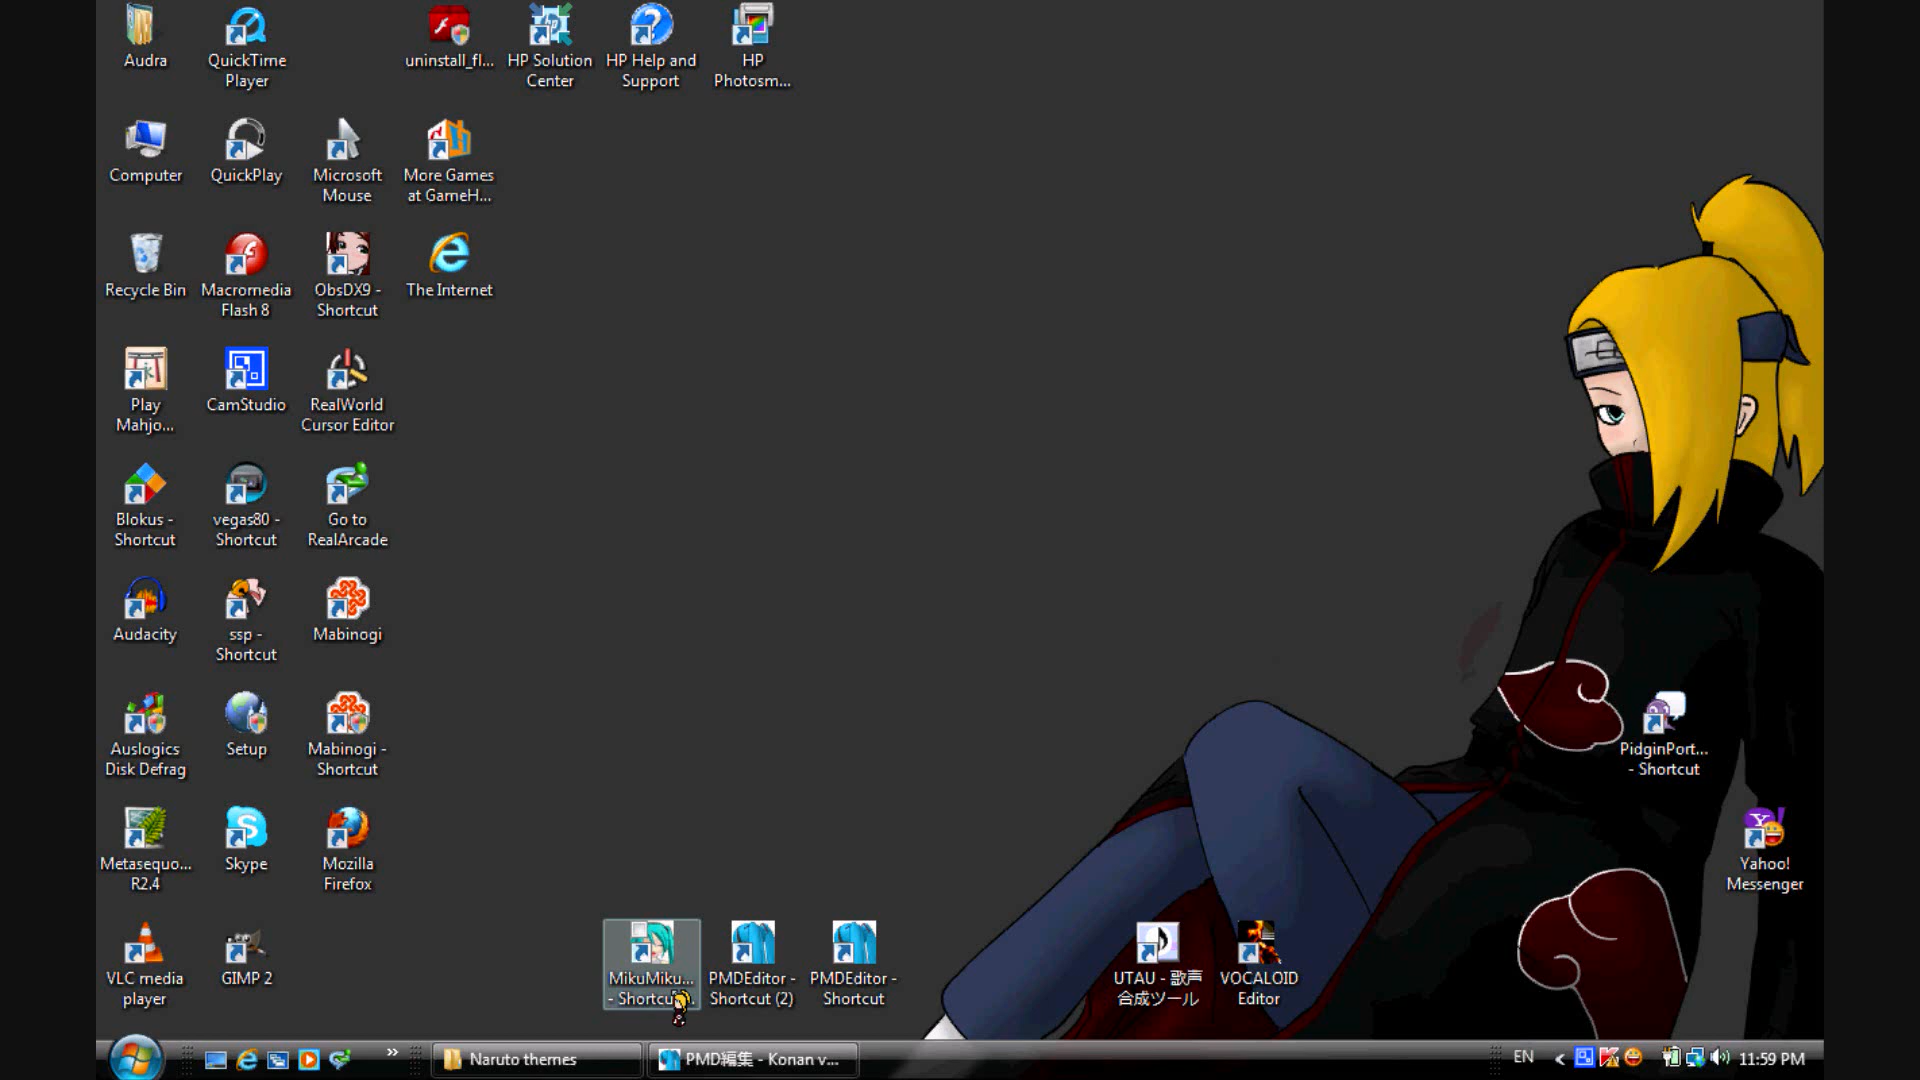 Audra
QuickTime
Player
uninstall_fl...
HP Solution
Center
HP Help and
Support
HP
Photosm...
Computer
QuickPlay
Microsoft
Mouse
More Games
at GameH...
Recycle Bin
Macromedia
Flash 8
ObsDX9 -
Shortcut
The Internet
Play
Mahjo...
CamStudio
RealWorld
Cursor Editor
Blokus -
Shortcut
vegas80 -
Shortcut
Go to
RealArcade
Audacity
ssp -
Shortcut
Mabinogi
Auslogics
Disk Defrag
Setup
Mabinogi -
Shortcut
PidginPort...
- Shortcut
Metasequo...
R2.4
Skype
Mozilla
Firefox
Yahoo!
Messenger
VLC media
player
GIMP 2
MikuMiku...
PMDEditor -
Shortcut (2)
PMDEditor -
Shortcut
UTAU - 歌声
合成ツール
VOCALOID
Editor
Naruto themes
PMD編集 - Konan v...
EN
11:59 PM